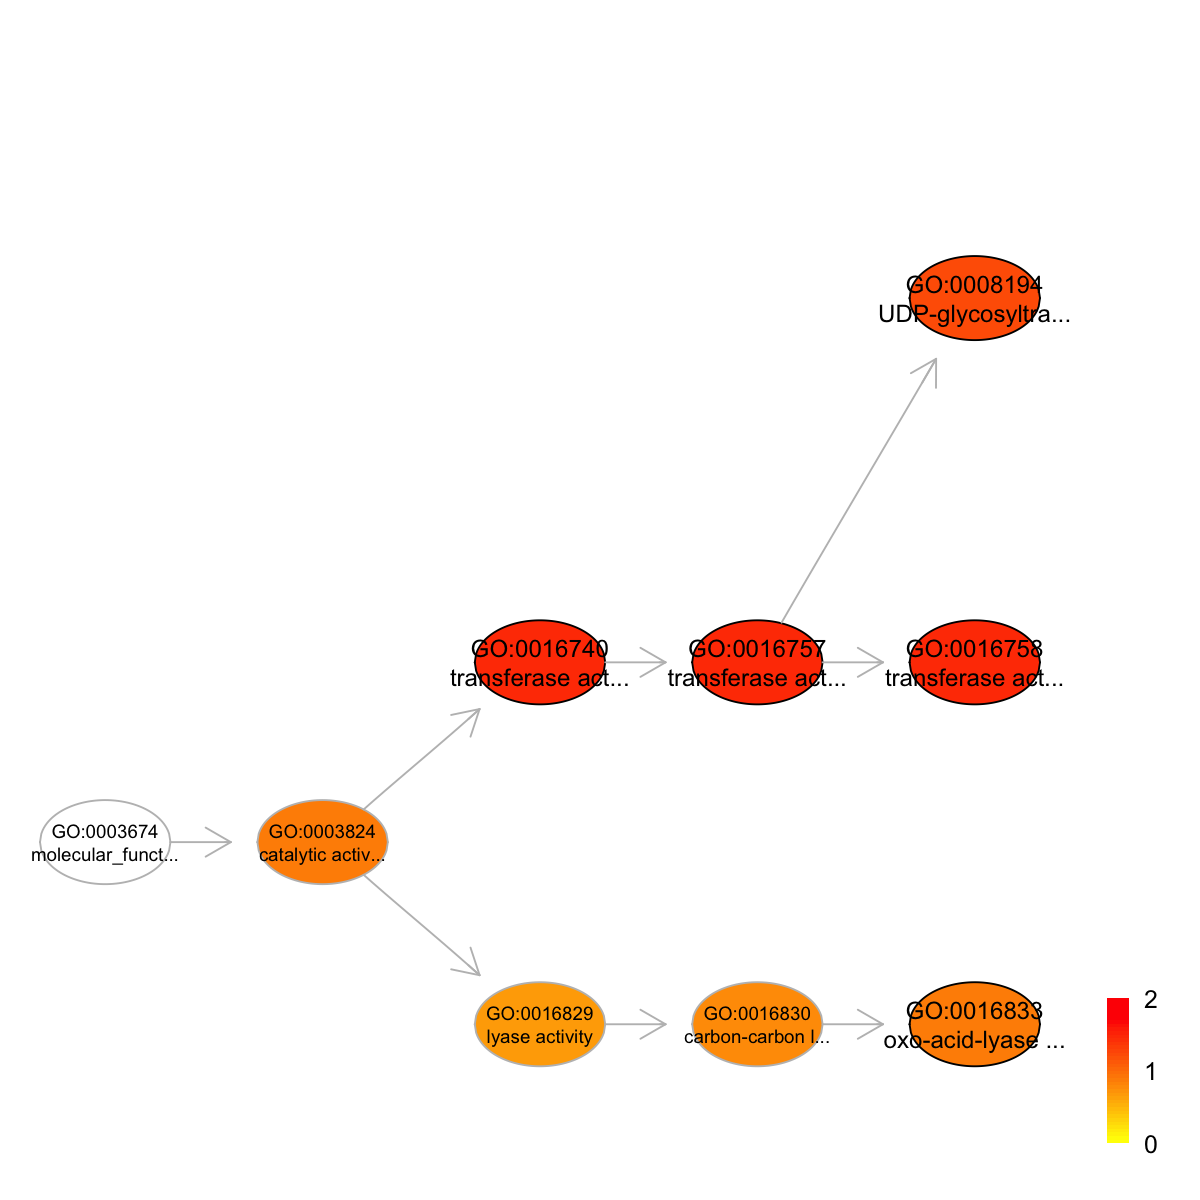 GO:0008194
UDP-glycosyltra...
GO:0016740
transferase act...
GO:0016757
transferase act...
GO:0016758
transferase act...
GO:0003674
molecular_funct...
GO:0003824
catalytic activ...
GO:0016829
lyase activity
GO:0016830
carbon-carbon l...
GO:0016833
oxo-acid-lyase ...
2
1
0